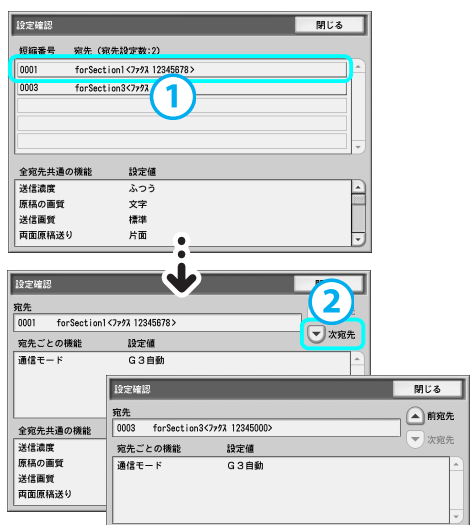 設定確認 閉じる
短縮番号 宛先（宛先設定数:2）
0001 forSection1<ファクス 12345678>
0003 forSection3<ファクス
1
全宛先共通の機能 設定値
送信濃度 ふつう
原稿の画質 文字
送信画質 標準
両面原稿送り 片面
設定確認
2
宛先
0001 forSection1<ファクス 12345678>
次宛先
宛先ごとの機能 設定値
通信モード G3自動
全宛先共通の機能
送信濃度
原稿の画質
送信画質
両面原稿送り
設定確認 閉じる
宛先
0003 forSection3<ファクス 12345000>
前宛先
次宛先
宛先ごとの機能 設定値
通信モード G3自動